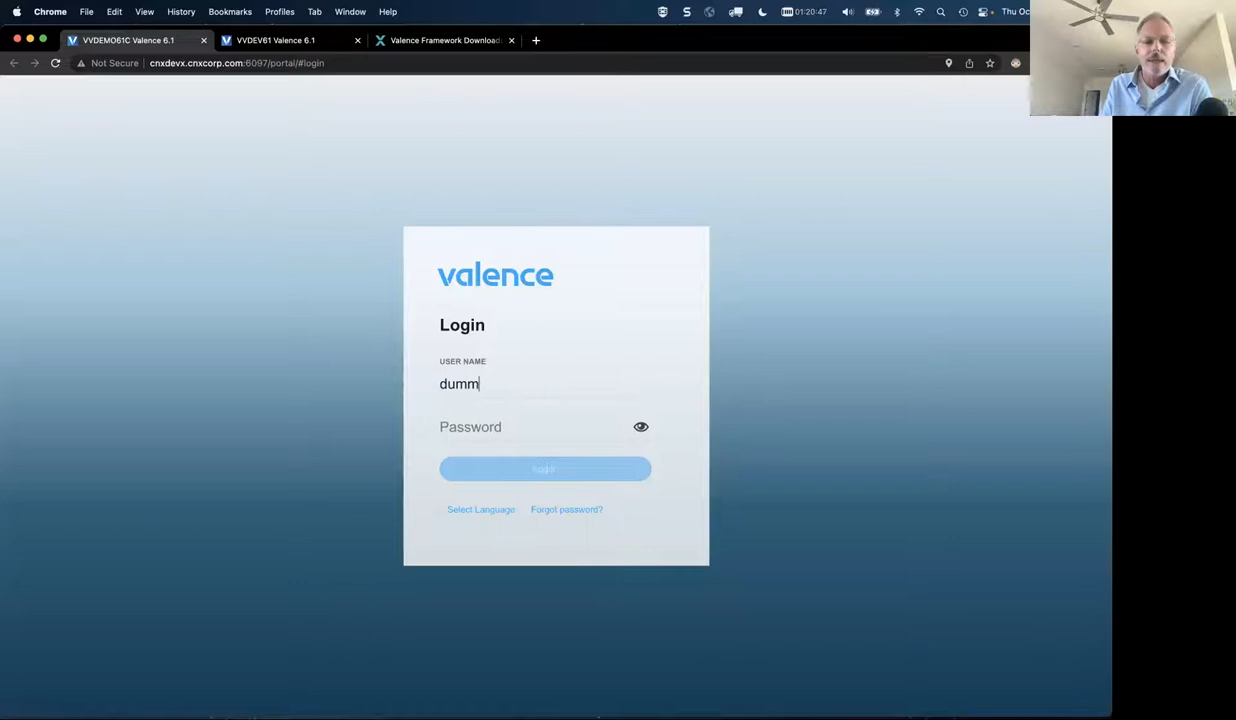 Chrome File Edit View History Bookmarks Profiles Tab Window Help 01:20:47
VVDEMO61C Valence 6.1 VVDEV61 Valence 6.1 Valence Framework Download
Not Secure cnxdevx.cnxcorp.com:6097/portal/#login
valence
Login
USER NAME
dumm
Password
Login
Select Language Forgot password?